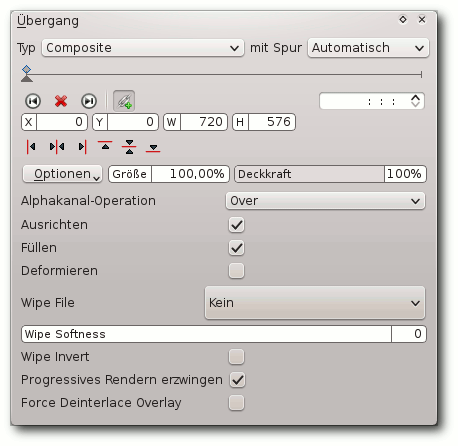 Übergang
Typ Composite mit Spur Automatisch
: : :
X 0 Y 0 W 720 H 576
Optionen Größe 100,00% Deckkraft 100%
Alphakanal-Operation Over
Ausrichten
Füllen
Deformieren
Wipe File Kein
Wipe Softness 0
Wipe Invert
Progressives Rendern erzwingen
Force Deinterlace Overlay